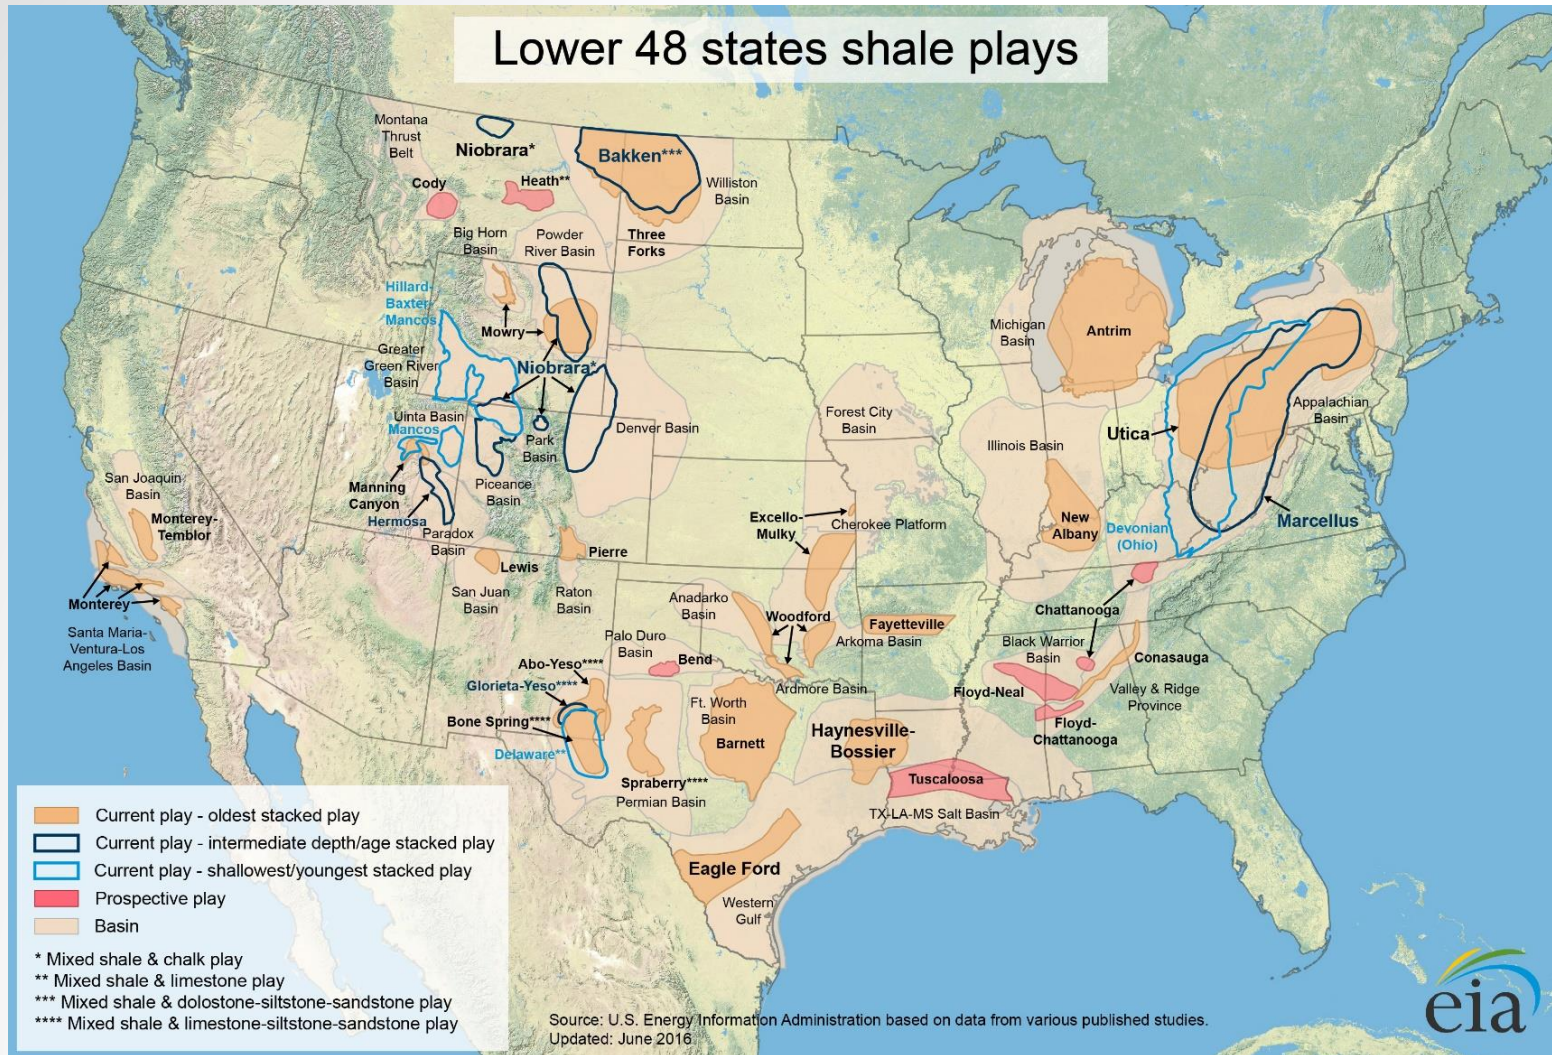 Lower 48 states shale plays
Montana
Thrust
Belt
Niobrara*
Bakken***
Cody
Heath**
Williston
Basin
Big Horn
Basin
Powder
River Basin
Three
Forks
Hillard-
Baxter-
Mancos
Mowry
Greater
Green River
Basin
Niobrara*
Michigan
Basin
Antrim
Uinta Basin
Mancos
Park
Basin
Denver Basin
Forest City
Basin
Illinois Basin
Utica
Appalachian
Basin
San Joaquin
Basin
Monterey-
Temblor
Manning
Canyon
Hermosa
Piceance
Basin
Paradox
Basin
Excello-
Mulky
Cherokee Platform
New
Albany
Devonian
(Ohio)
Marcellus
Lewis
Pierre
San Juan
Basin
Raton
Basin
Monterey
Santa Maria-
Ventura-Los
Angeles Basin
Anadarko
Basin
Woodford
Fayetteville
Arkoma Basin
Chattanooga
Black Warrior
Basin
Conasauga
Palo Duro
Basin
Bend
Abo-Yeso****
Glorieta-Yeso****
Ardmore Basin
Floyd-Neal
Valley & Ridge
Province
Bone Spring****
Delaware**
Ft. Worth
Basin
Barnett
Haynesville-
Bossier
Floyd-
Chattanooga
Spraberry****
Permian Basin
Tuscaloosa
TX-LA-MS Salt Basin
Eagle Ford
Western
Gulf
Current play - oldest stacked play
Current play - intermediate depth/age stacked play
Current play - shallowest/youngest stacked play
Prospective play
Basin
* Mixed shale & chalk play
** Mixed shale & limestone play
*** Mixed shale & dolostone-siltstone-sandstone play
**** Mixed shale & limestone-siltstone-sandstone play
Source: U.S. Energy Information Administration based on data from various published studies.
Updated: June 2016
eia